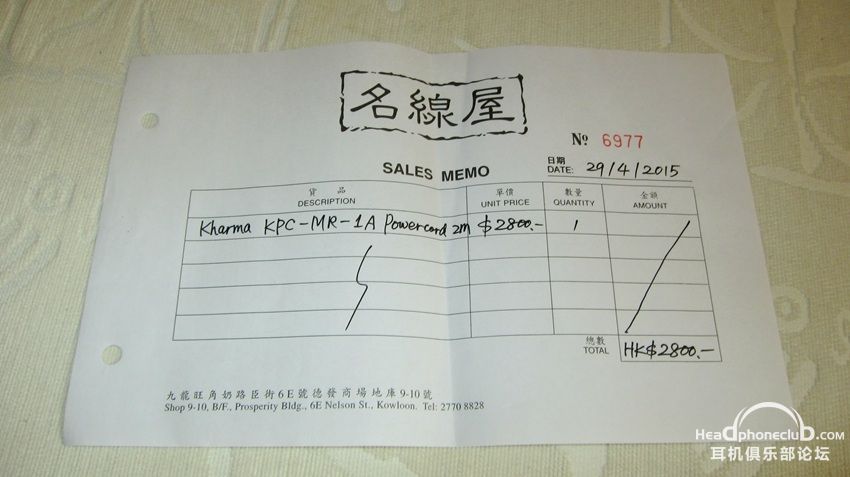 名線屋
Nº 6977
SALES MEMO
日期
DATE: 29/4/2015
貨品 單價 數量 金額
DESCRIPTION UNIT PRICE QUANTITY AMOUNT
Kharma KPC-MR-1A Powercord 2m $2800.- 1
總數
TOTAL HK$2800.-
九龍旺角奶路臣街6E號德發商場地庫9-10號
Shop 9-10, B/F., Prosperity Bldg., 6E Nelson St., Kowloon. Tel: 2770 8828
Headphoneclub.com
耳机俱乐部论坛